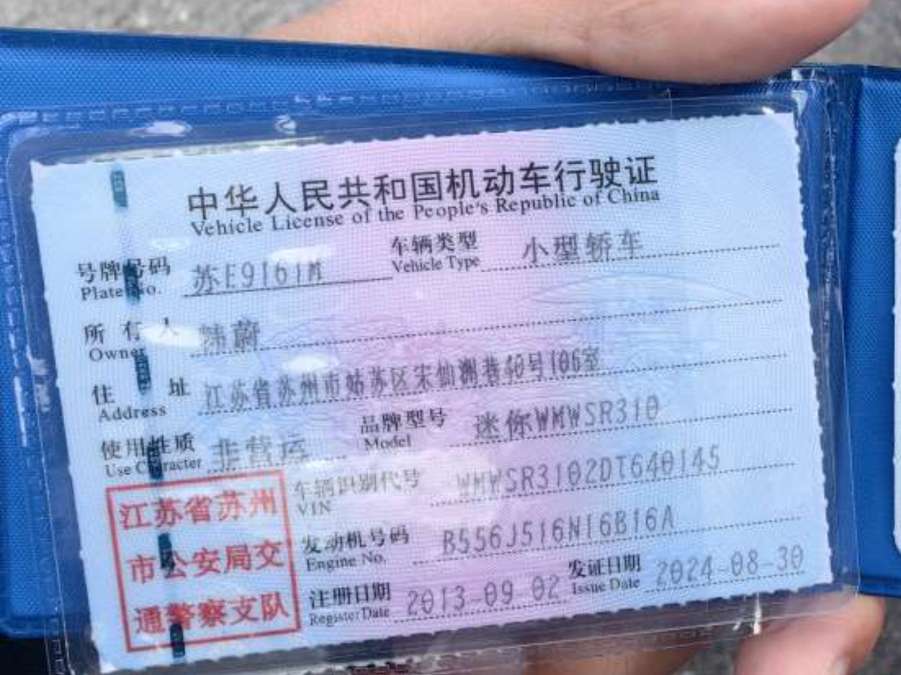 中华人民共和国机动车行驶证
Vehicle License of the People's Republic of China
号牌号码 苏E9161M 车辆类型 小型轿车
Plate No. Vehicle Type
所有人 韩蔚
Owner
住址 江苏省苏州市姑苏区宋仙洲巷40号106室
Address
使用性质 非营运 品牌型号 迷你WMWSR310
Use Character Model
江苏省苏州
市公安局交
通警察支队
车辆识别代号 WMWSR3102DT640145
VIN
发动机号码 B556J516N16B16A
Engine No.
注册日期 2013-09-02 发证日期 2024-08-30
Register Date Issue Date